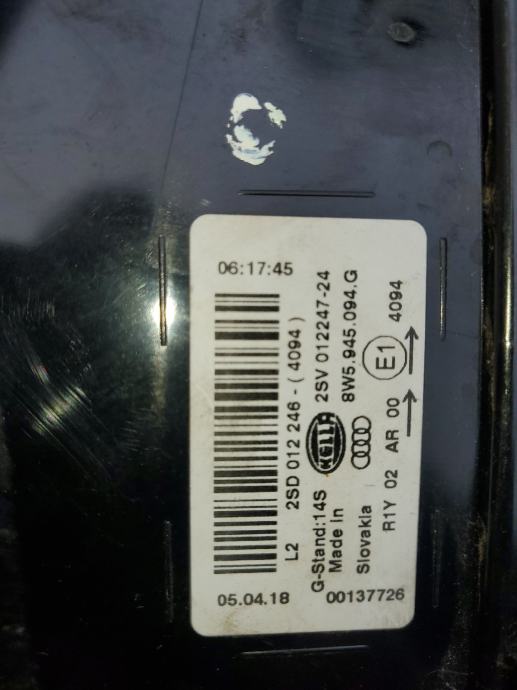 06:17:45
L2 2SD 012 246-(4094)
G-Stand:14S
2SV 012247-24
Made in
HELLA
8W5.945.094.G
Slovakia
R1Y 02 AR 00
E1
4094
05.04.18
00137726